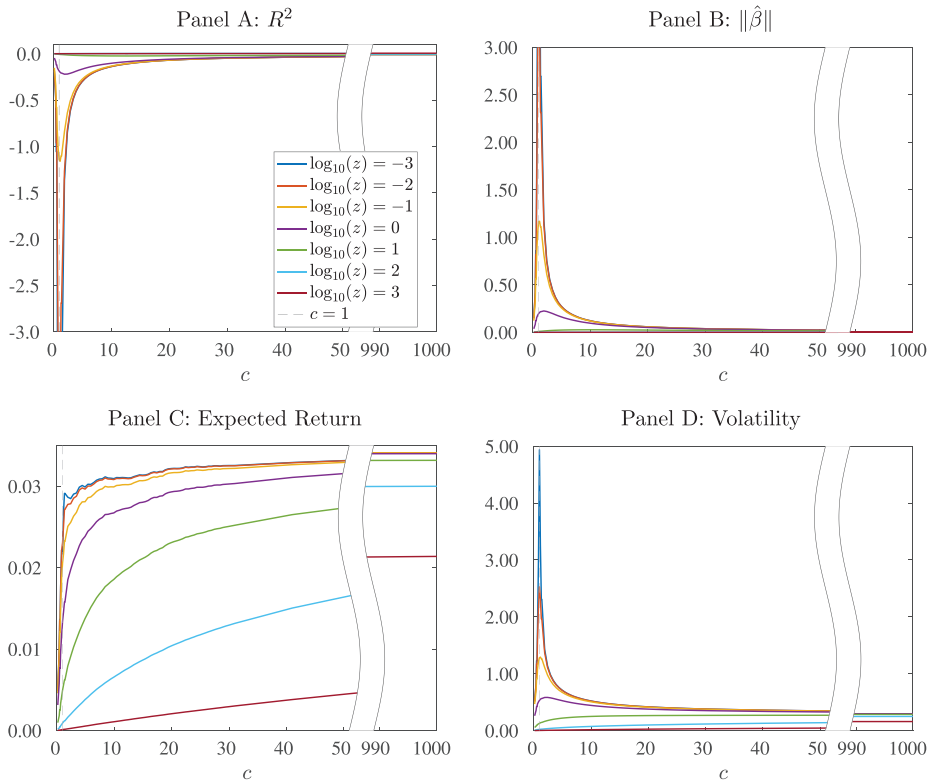 Panel A: R²
0.0
-0.5
-1.0
-1.5
-2.0
-2.5
-3.0
log₁₀(z) = −3
log₁₀(z) = −2
log₁₀(z) = −1
log₁₀(z) = 0
log₁₀(z) = 1
log₁₀(z) = 2
log₁₀(z) = 3
c = 1
0 10 20 30 40 50 990 1000
c
Panel B: ‖β̂‖
3.00
2.50
2.00
1.50
1.00
0.50
0.00
0 10 20 30 40 50 990 1000
c
Panel C: Expected Return
0.03
0.02
0.01
0.00
0 10 20 30 40 50 990 1000
c
Panel D: Volatility
5.00
4.00
3.00
2.00
1.00
0.00
0 10 20 30 40 50 990 1000
c